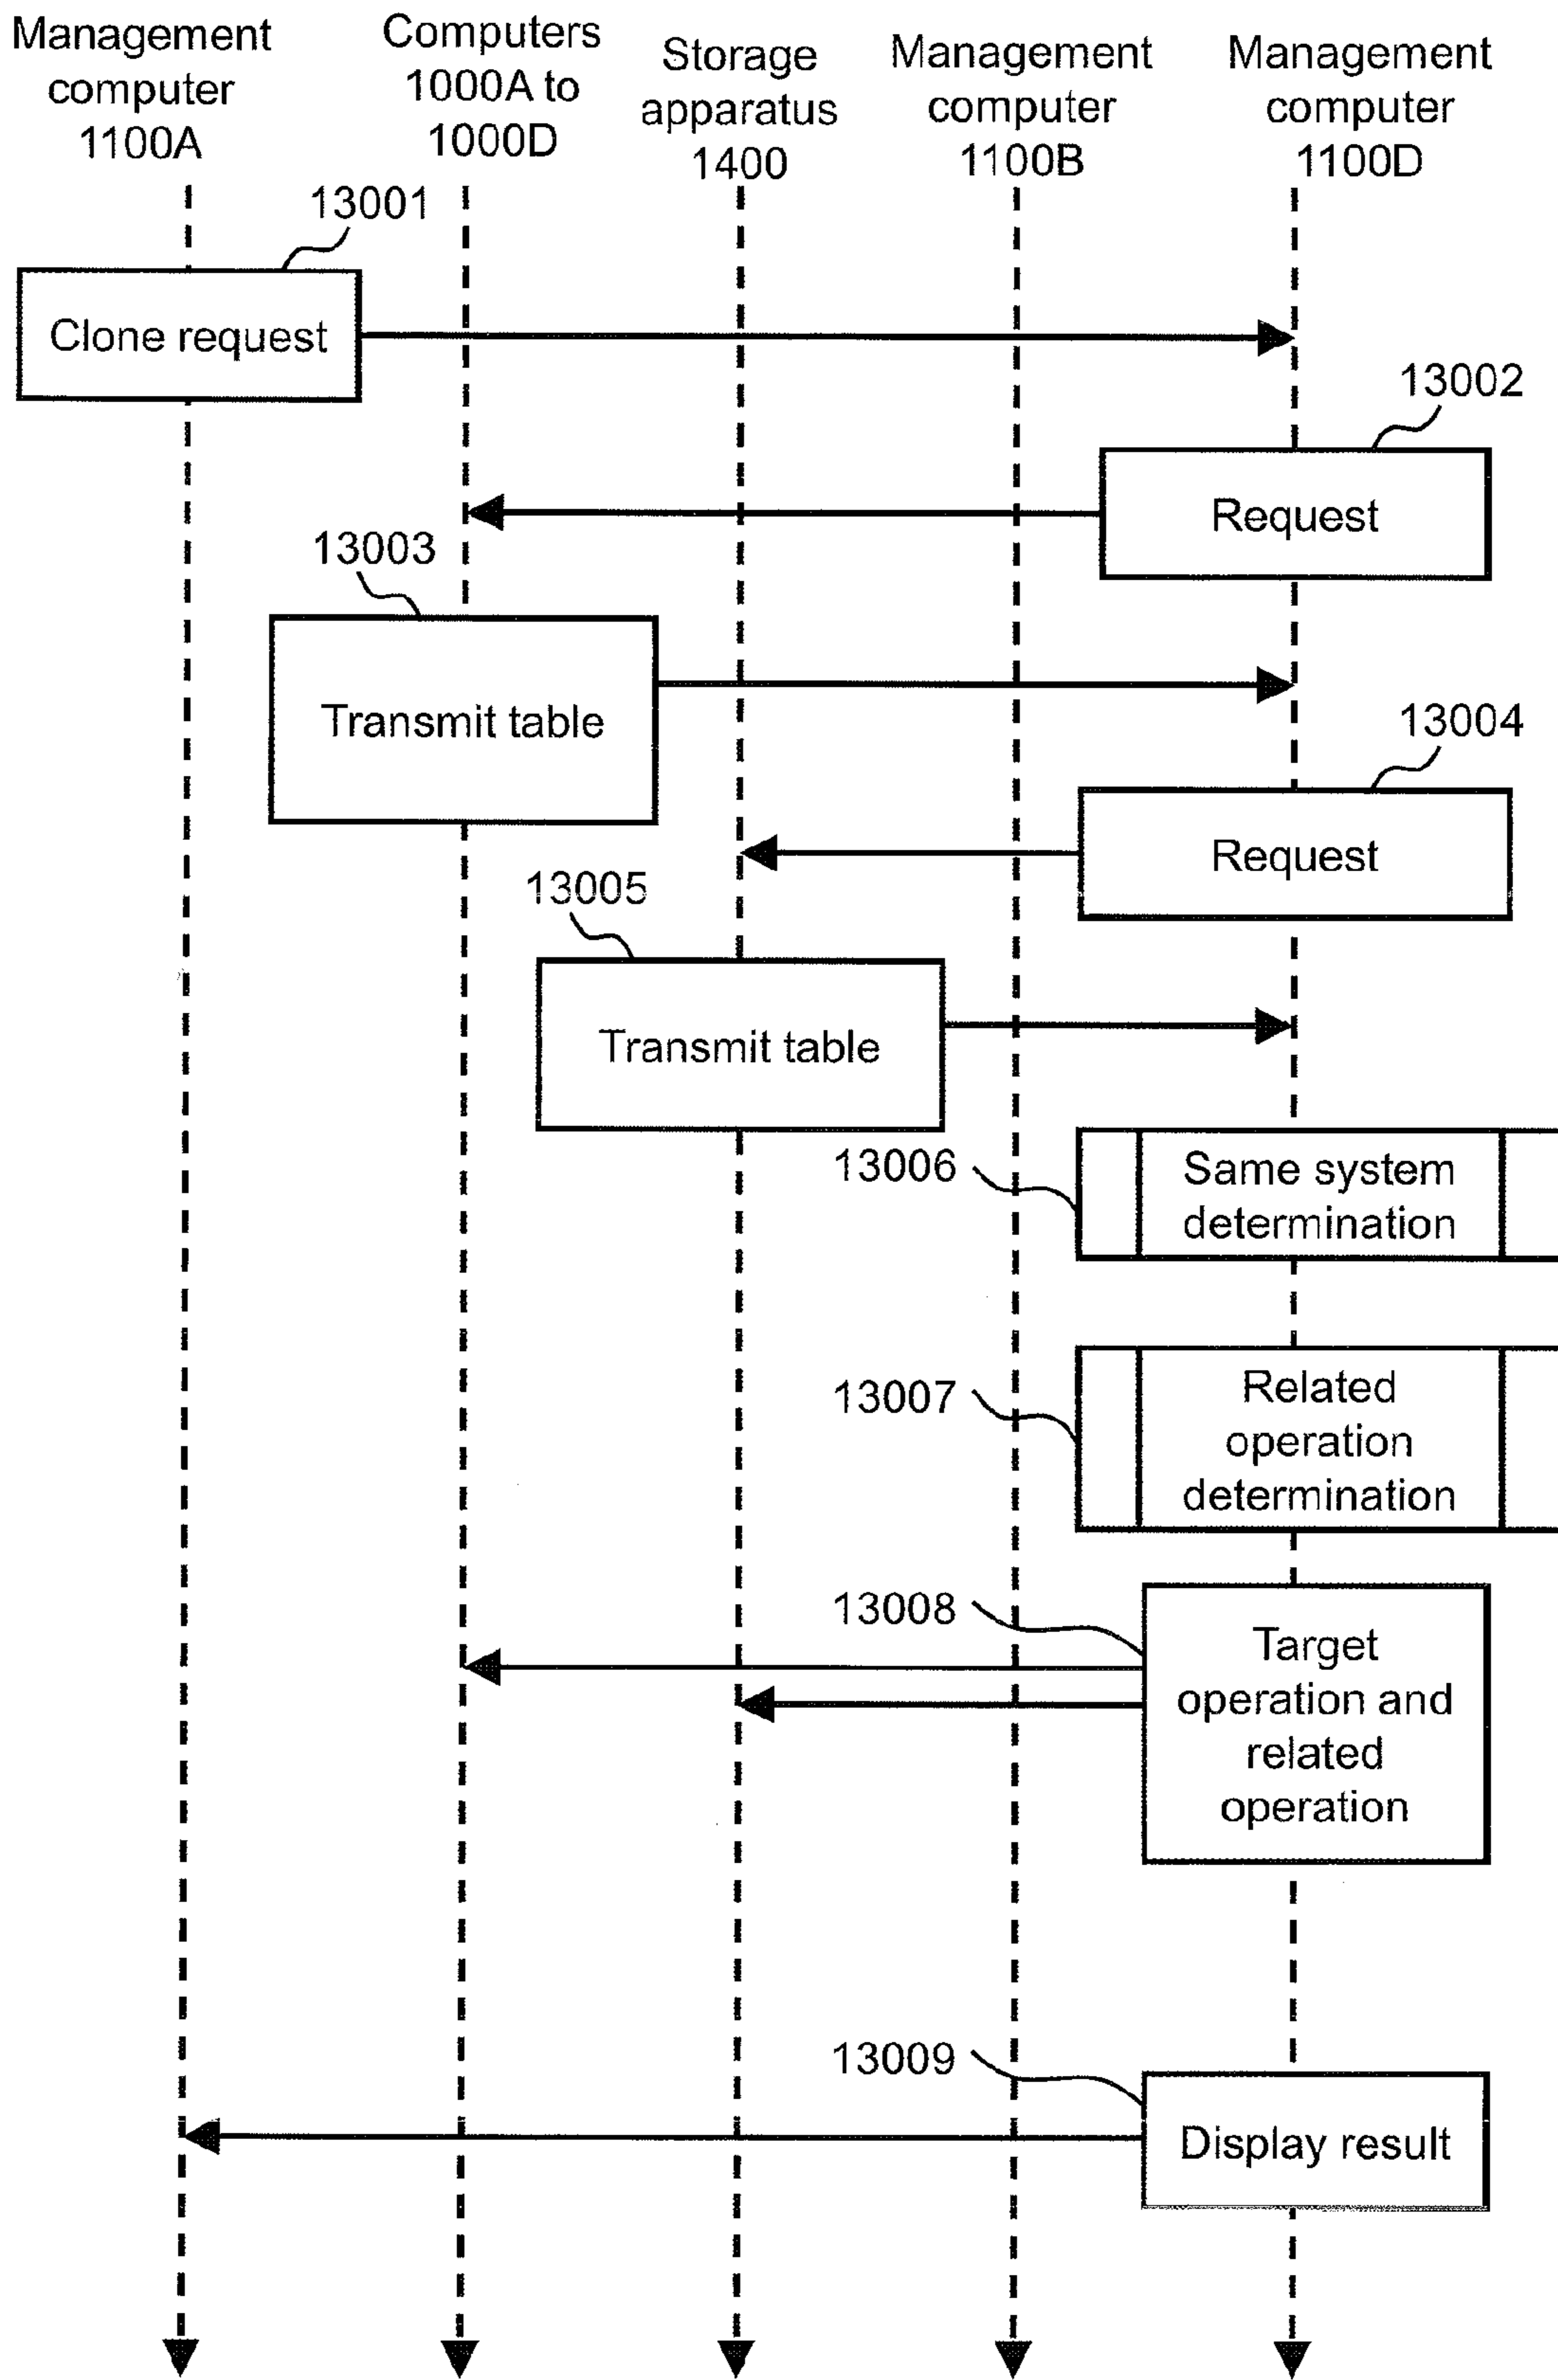 Management
computer
1100A
Computers
1000A to
1000D
Storage
apparatus
1400
Management
computer
1100B
Management
computer
1100D
13001
Clone request
13002
Request
13003
Transmit table
13004
Request
13005
Transmit table
13006
Same system
determination
13007
Related
operation
determination
13008
Target
operation and
related
operation
13009
Display result